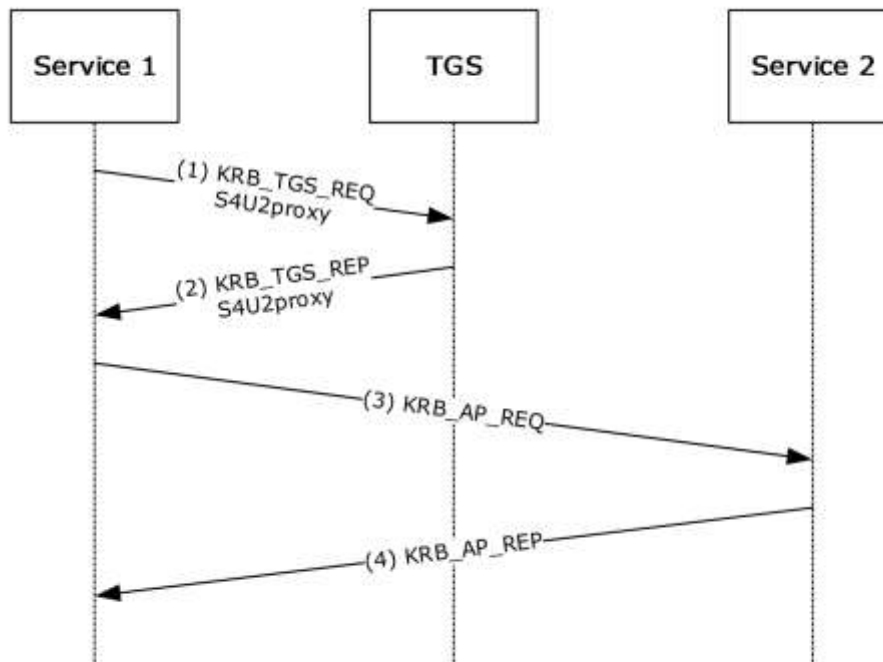 Service 1
TGS
Service 2
(1) KRB_TGS_REQ
S4U2proxy
(2) KRB_TGS_REP
S4U2proxy
(3) KRB_AP_REQ
(4) KRB_AP_REP